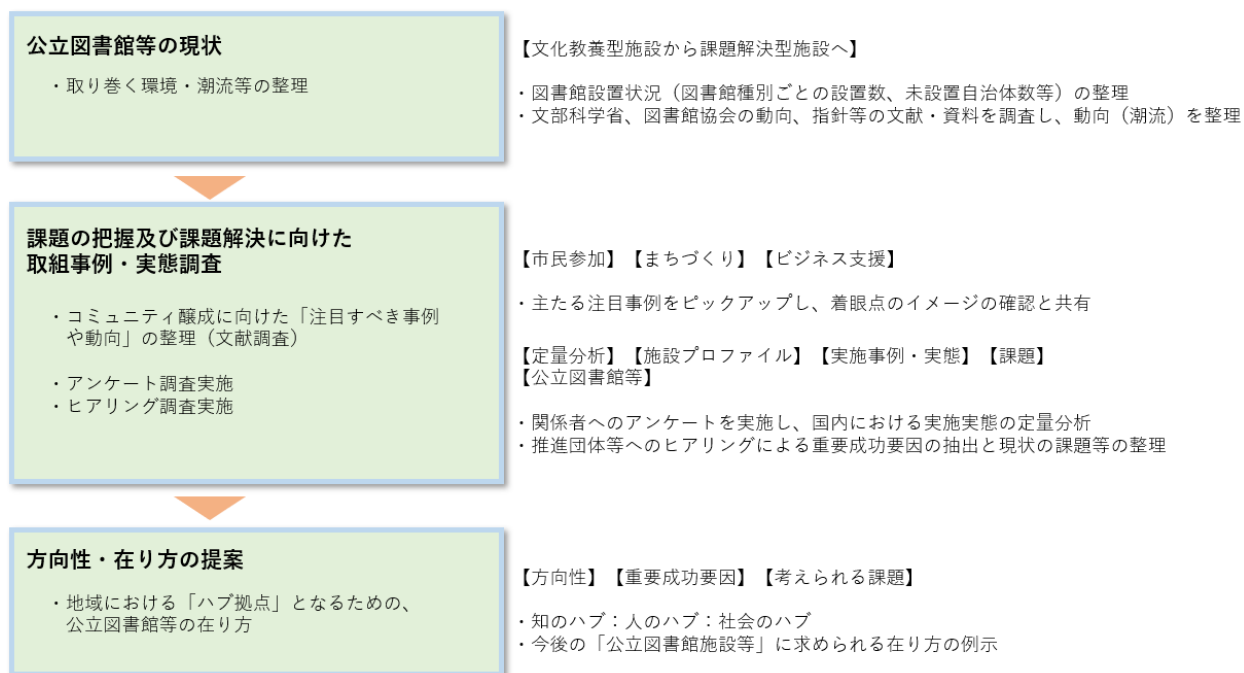 公立図書館等の現状
・取り巻く環境・潮流等の整理
【文化教養型施設から課題解決型施設へ】
・図書館設置状況（図書館種別ごとの設置数、未設置自治体数等）の整理
・文部科学省、図書館協会の動向、指針等の文献・資料を調査し、動向（潮流）を整理
課題の把握及び課題解決に向けた
取組事例・実態調査
・コミュニティ醸成に向けた「注目すべき事例
や動向」の整理（文献調査）
・アンケート調査実施
・ヒアリング調査実施
【市民参加】【まちづくり】【ビジネス支援】
・主たる注目事例をピックアップし、着眼点のイメージの確認と共有
【定量分析】【施設プロファイル】【実施事例・実態】【課題】
【公立図書館等】
・関係者へのアンケートを実施し、国内における実施実態の定量分析
・推進団体等へのヒアリングによる重要成功要因の抽出と現状の課題等の整理
方向性・在り方の提案
・地域における「ハブ拠点」となるための、
公立図書館等の在り方
【方向性】【重要成功要因】【考えられる課題】
・知のハブ：人のハブ：社会のハブ
・今後の「公立図書館施設等」に求められる在り方の例示